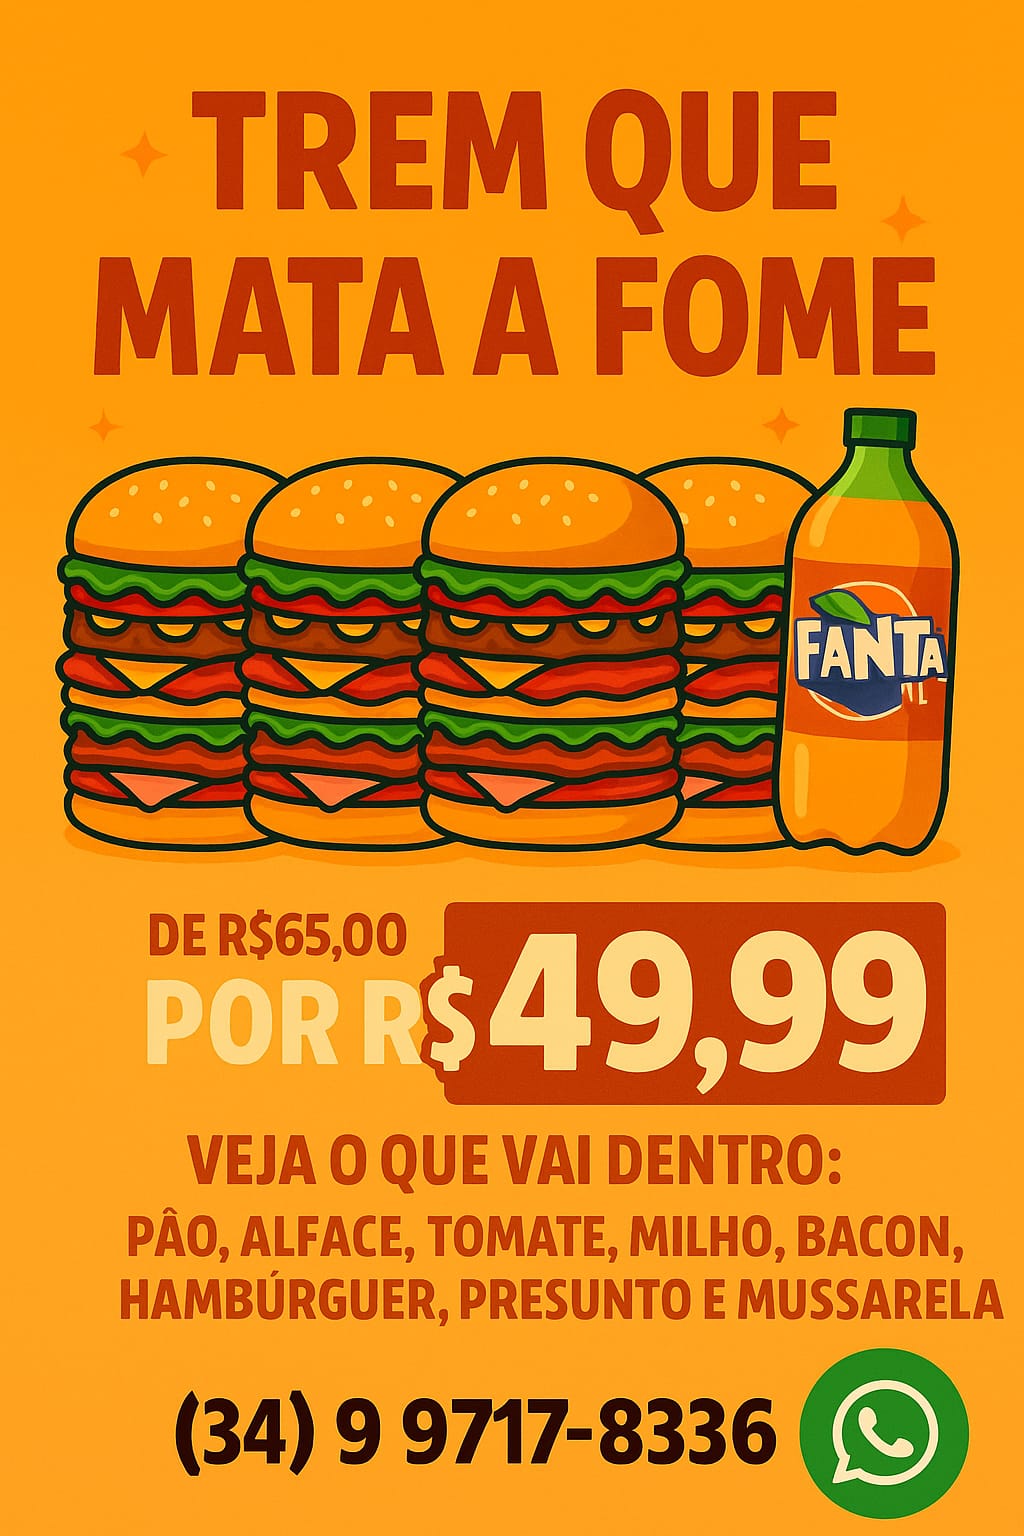 TREM QUE
MATA A FOME
FANTA
DE R$65,00
POR R$49,99
VEJA O QUE VAI DENTRO:
PÂO, ALFACE, TOMATE, MILHO, BACON,
HAMBÚRGUER, PRESUNTO E MUSSARELA
(34) 9 9717-8336